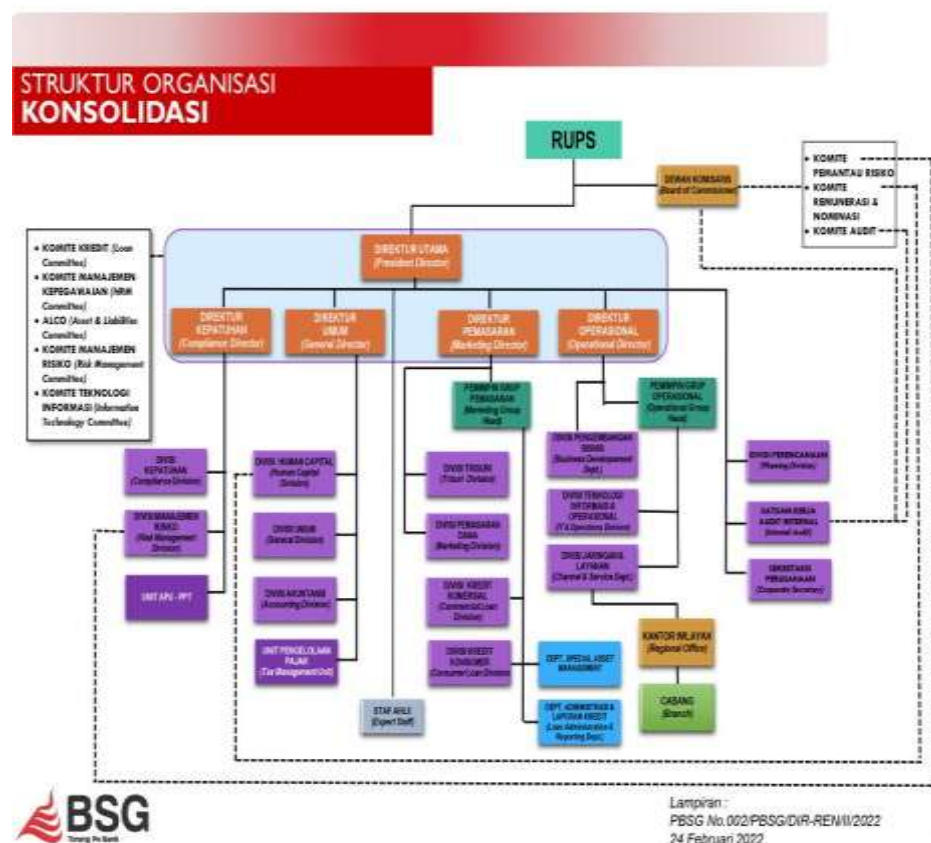 STRUKTUR ORGANISASI
KONSOLIDASI
RUPS
DEWAN KOMISARIS
(Board of Commissioner)
• KOMITE
PEMANTAU RISIKO
• KOMITE
REMUNERASI &
NOMINASI
• KOMITE AUDIT
DIREKTUR UTAMA
(President Director)
• KOMITE KREDIT (Loan
Committee)
• KOMITE MANAJEMEN
KEPEGAWAIAN (HRM
Committee)
• ALCO (Asset & Liabilities
Committee)
• KOMITE MANAJEMEN
RISIKO (Risk Management
Committee)
• KOMITE TEKNOLOGI
INFORMASI (Information
Technology Committee)
DIREKTUR
KEPATUHAN
(Compliance Director)
DIREKTUR
UMUM
(General Director)
DIREKTUR
PEMASARAN
(Marketing Director)
DIREKTUR
OPERASIONAL
(Operational Director)
PEMIMPIN GRUP
PEMASARAN
(Marketing Group
Head)
PEMIMPIN GRUP
OPERASIONAL
(Operational Group
Head)
DIVISI
KEPATUHAN
(Compliance Division)
DIVISI HUMAN CAPITAL
(Human Capital
Division)
DIVISI TRISURI
(Trisuri Division)
DIVISI PENGEMBANGAN
BISNIS
(Business Development
Dept.)
DIVISI PERENCANAAN
(Planning Division)
DIVISI MANAJEMEN
RISIKO
(Risk Management
Division)
DIVISI UMUM
(General Division)
DIVISI PEMASARAN
DANA
(Marketing Division)
DIVISI TEKNOLOGI
INFORMASI &
OPERASIONAL
(IT & Operations Division)
SATUAN KERJA
AUDIT INTERNAL
(Internal Audit)
UNIT APU - PPT
DIVISI AKUNTANSI
(Accounting Division)
DIVISI KREDIT
KOMERSIAL
(Commercial Loan
Division)
DIVISI JARINGAN &
LAYANAN
(Channel & Service Dept.)
SEKRETARIS
PERUSAHAAN
(Corporate Secretary)
UNIT PENGELOLAAN
PAJAK
(Tax Management Unit)
DIVISI KREDIT
KONSUMER
(Consumer Loan Division)
DEPT. SPECIAL ASSET
MANAGEMENT
KANTOR WILAYAH
(Regional Office)
STAF AHLI
(Expert Staff)
DEPT. ADMINISTRASI &
LAPORAN KREDIT
(Loan Administration &
Reporting Dept.)
CABANG
(Branch)
BSG
Torang Pe Bank
Lampiran :
PBSG No.002/PBSG/DIR-REN/II/2022
24 Februari 2022